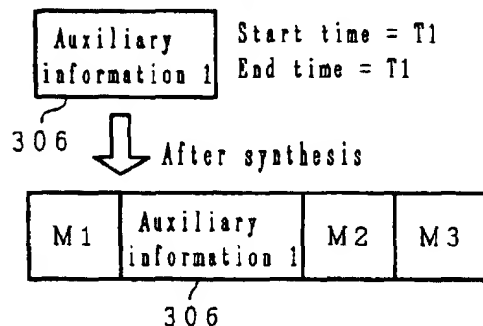 Auxiliary
information 1
Start time = T1
End time = T1
306
After synthesis
M1
Auxiliary
information 1
M2
M3
306